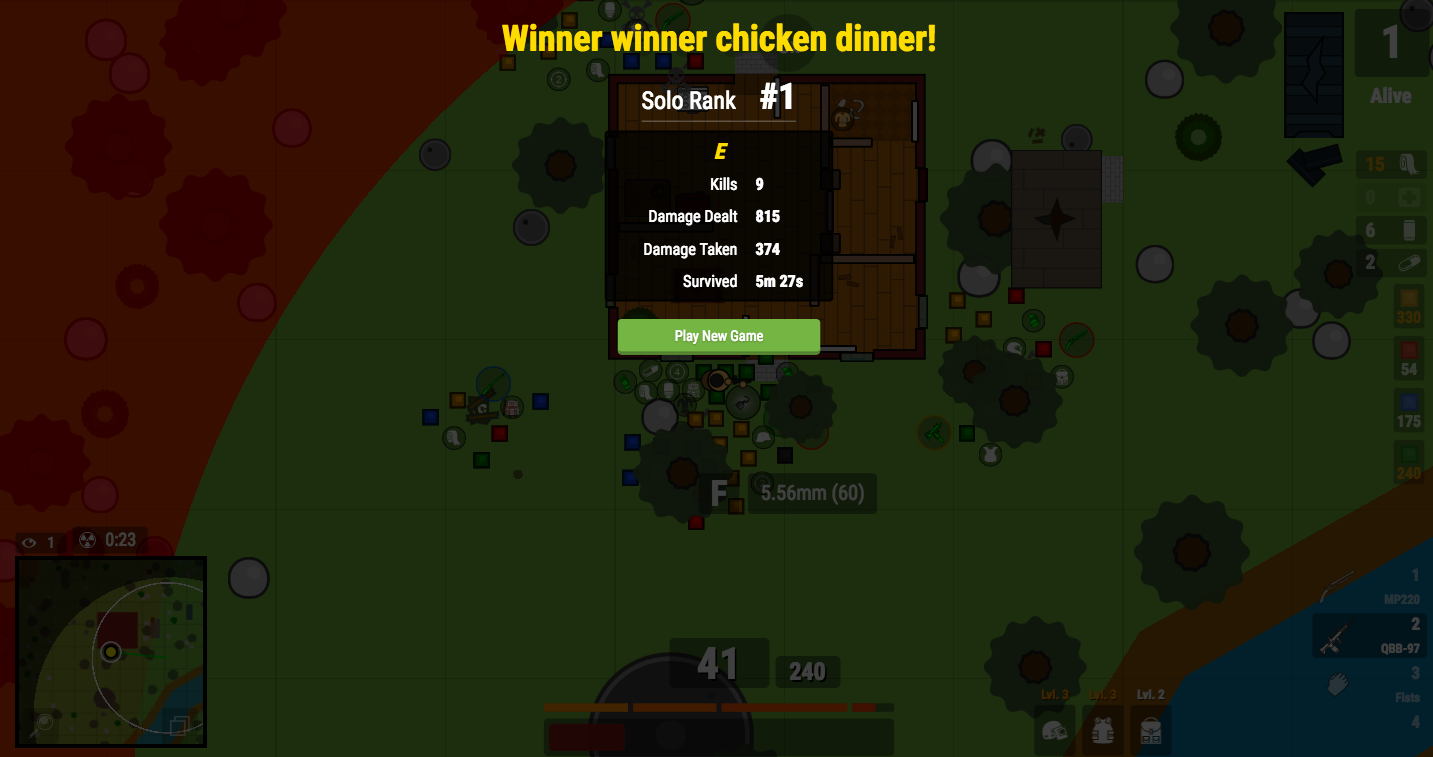 Winner winner chicken dinner!
Solo Rank #1
E
Kills 9
Damage Dealt 815
Damage Taken 374
Survived 5m 27s
Play New Game
1
Alive
15
0
6
2
330
54
175
240
2
4
F 5.56mm (60)
1 0:23
41 240
Lvl. 3 Lvl. 3 Lvl. 2
1
MP220
2
QBB-97
3
Fists
4